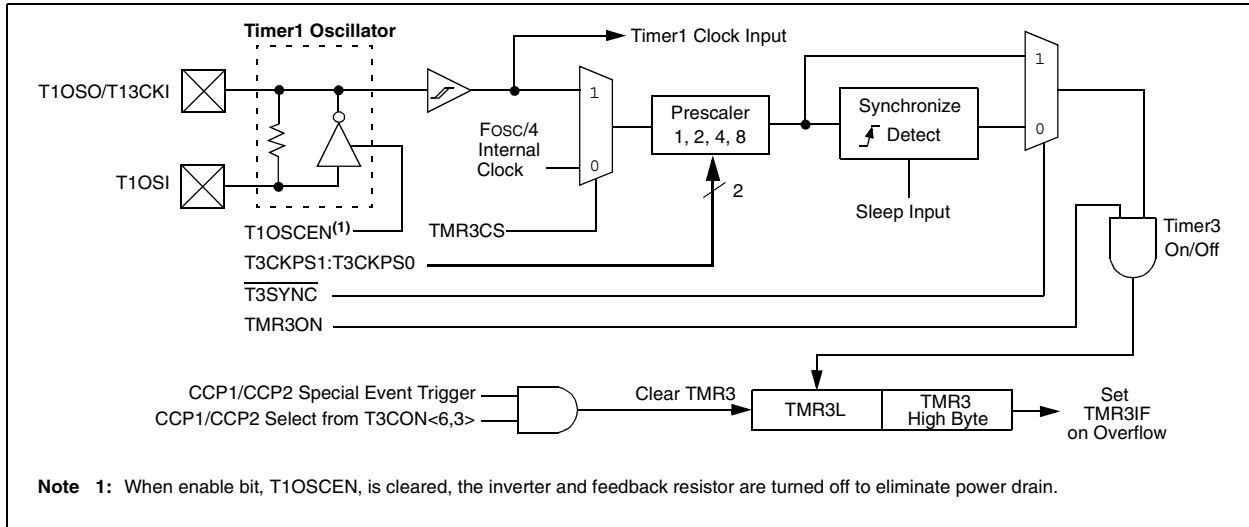 Timer1 Oscillator
Timer1 Clock Input
T1OSO/T13CKI
1
1
Prescaler
1, 2, 4, 8
Synchronize
Detect
FOSC/4
Internal
Clock
0
0
T1OSI
2
Sleep Input
T1OSCEN(1)
TMR3CS
Timer3
On/Off
T3CKPS1:T3CKPS0
T3SYNC
TMR3ON
CCP1/CCP2 Special Event Trigger
CCP1/CCP2 Select from T3CON<6,3>
Clear TMR3
TMR3L
TMR3
High Byte
Set
TMR3IF
on Overflow
Note 1: When enable bit, T1OSCEN, is cleared, the inverter and feedback resistor are turned off to eliminate power drain.